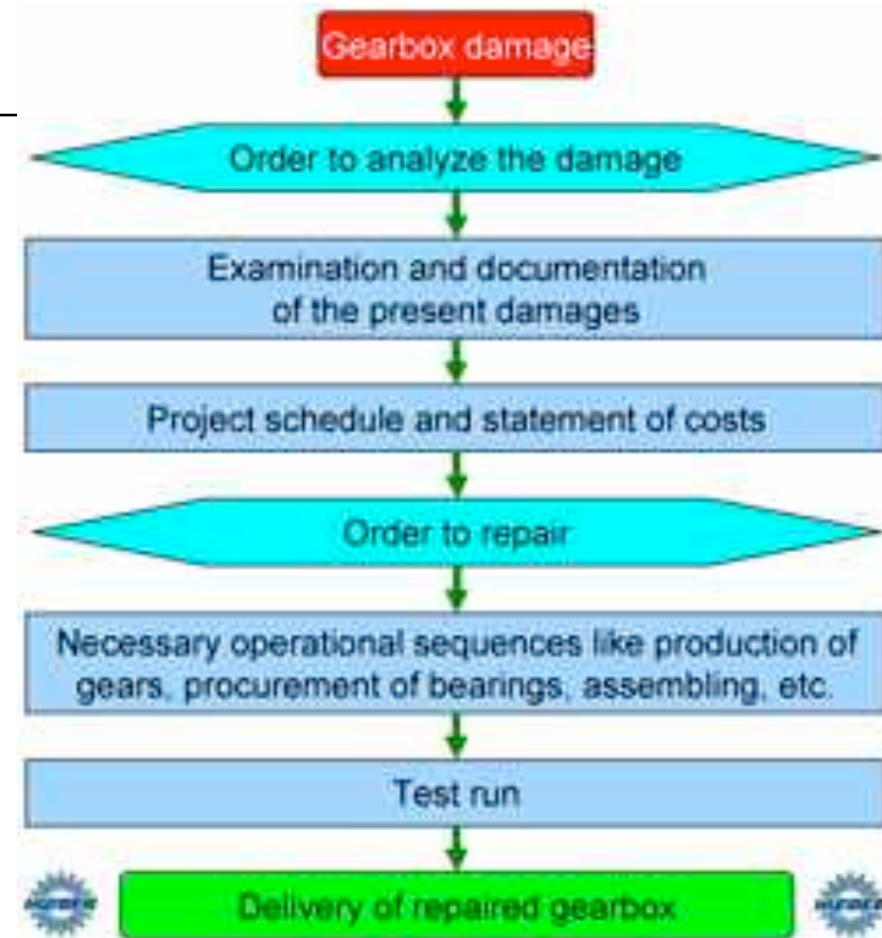 Gearbox damage
Order to analyze the damage
Examination and documentation
of the present damages
Project schedule and statement of costs
Order to repair
Necessary operational sequences like production of
gears, procurement of bearings, assembling, etc.
Test run
Delivery of repaired gearbox